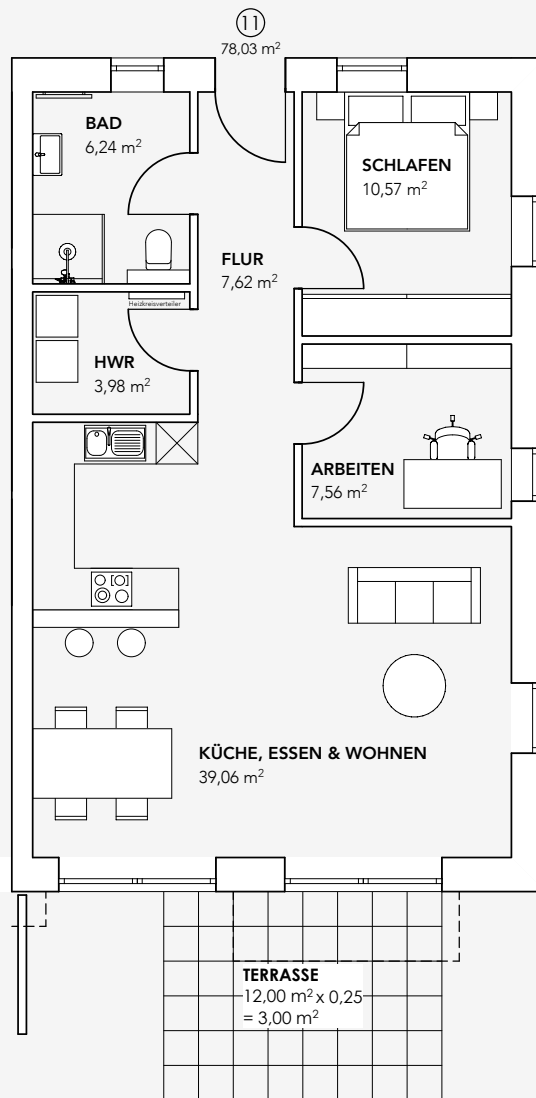 11
78,03 m²
BAD
6,24 m²
SCHLAFEN
10,57 m²
FLUR
7,62 m²
Heizkreisverteiler
HWR
3,98 m²
ARBEITEN
7,56 m²
KÜCHE, ESSEN & WOHNEN
39,06 m²
TERRASSE
12,00 m² x 0,25
= 3,00 m²